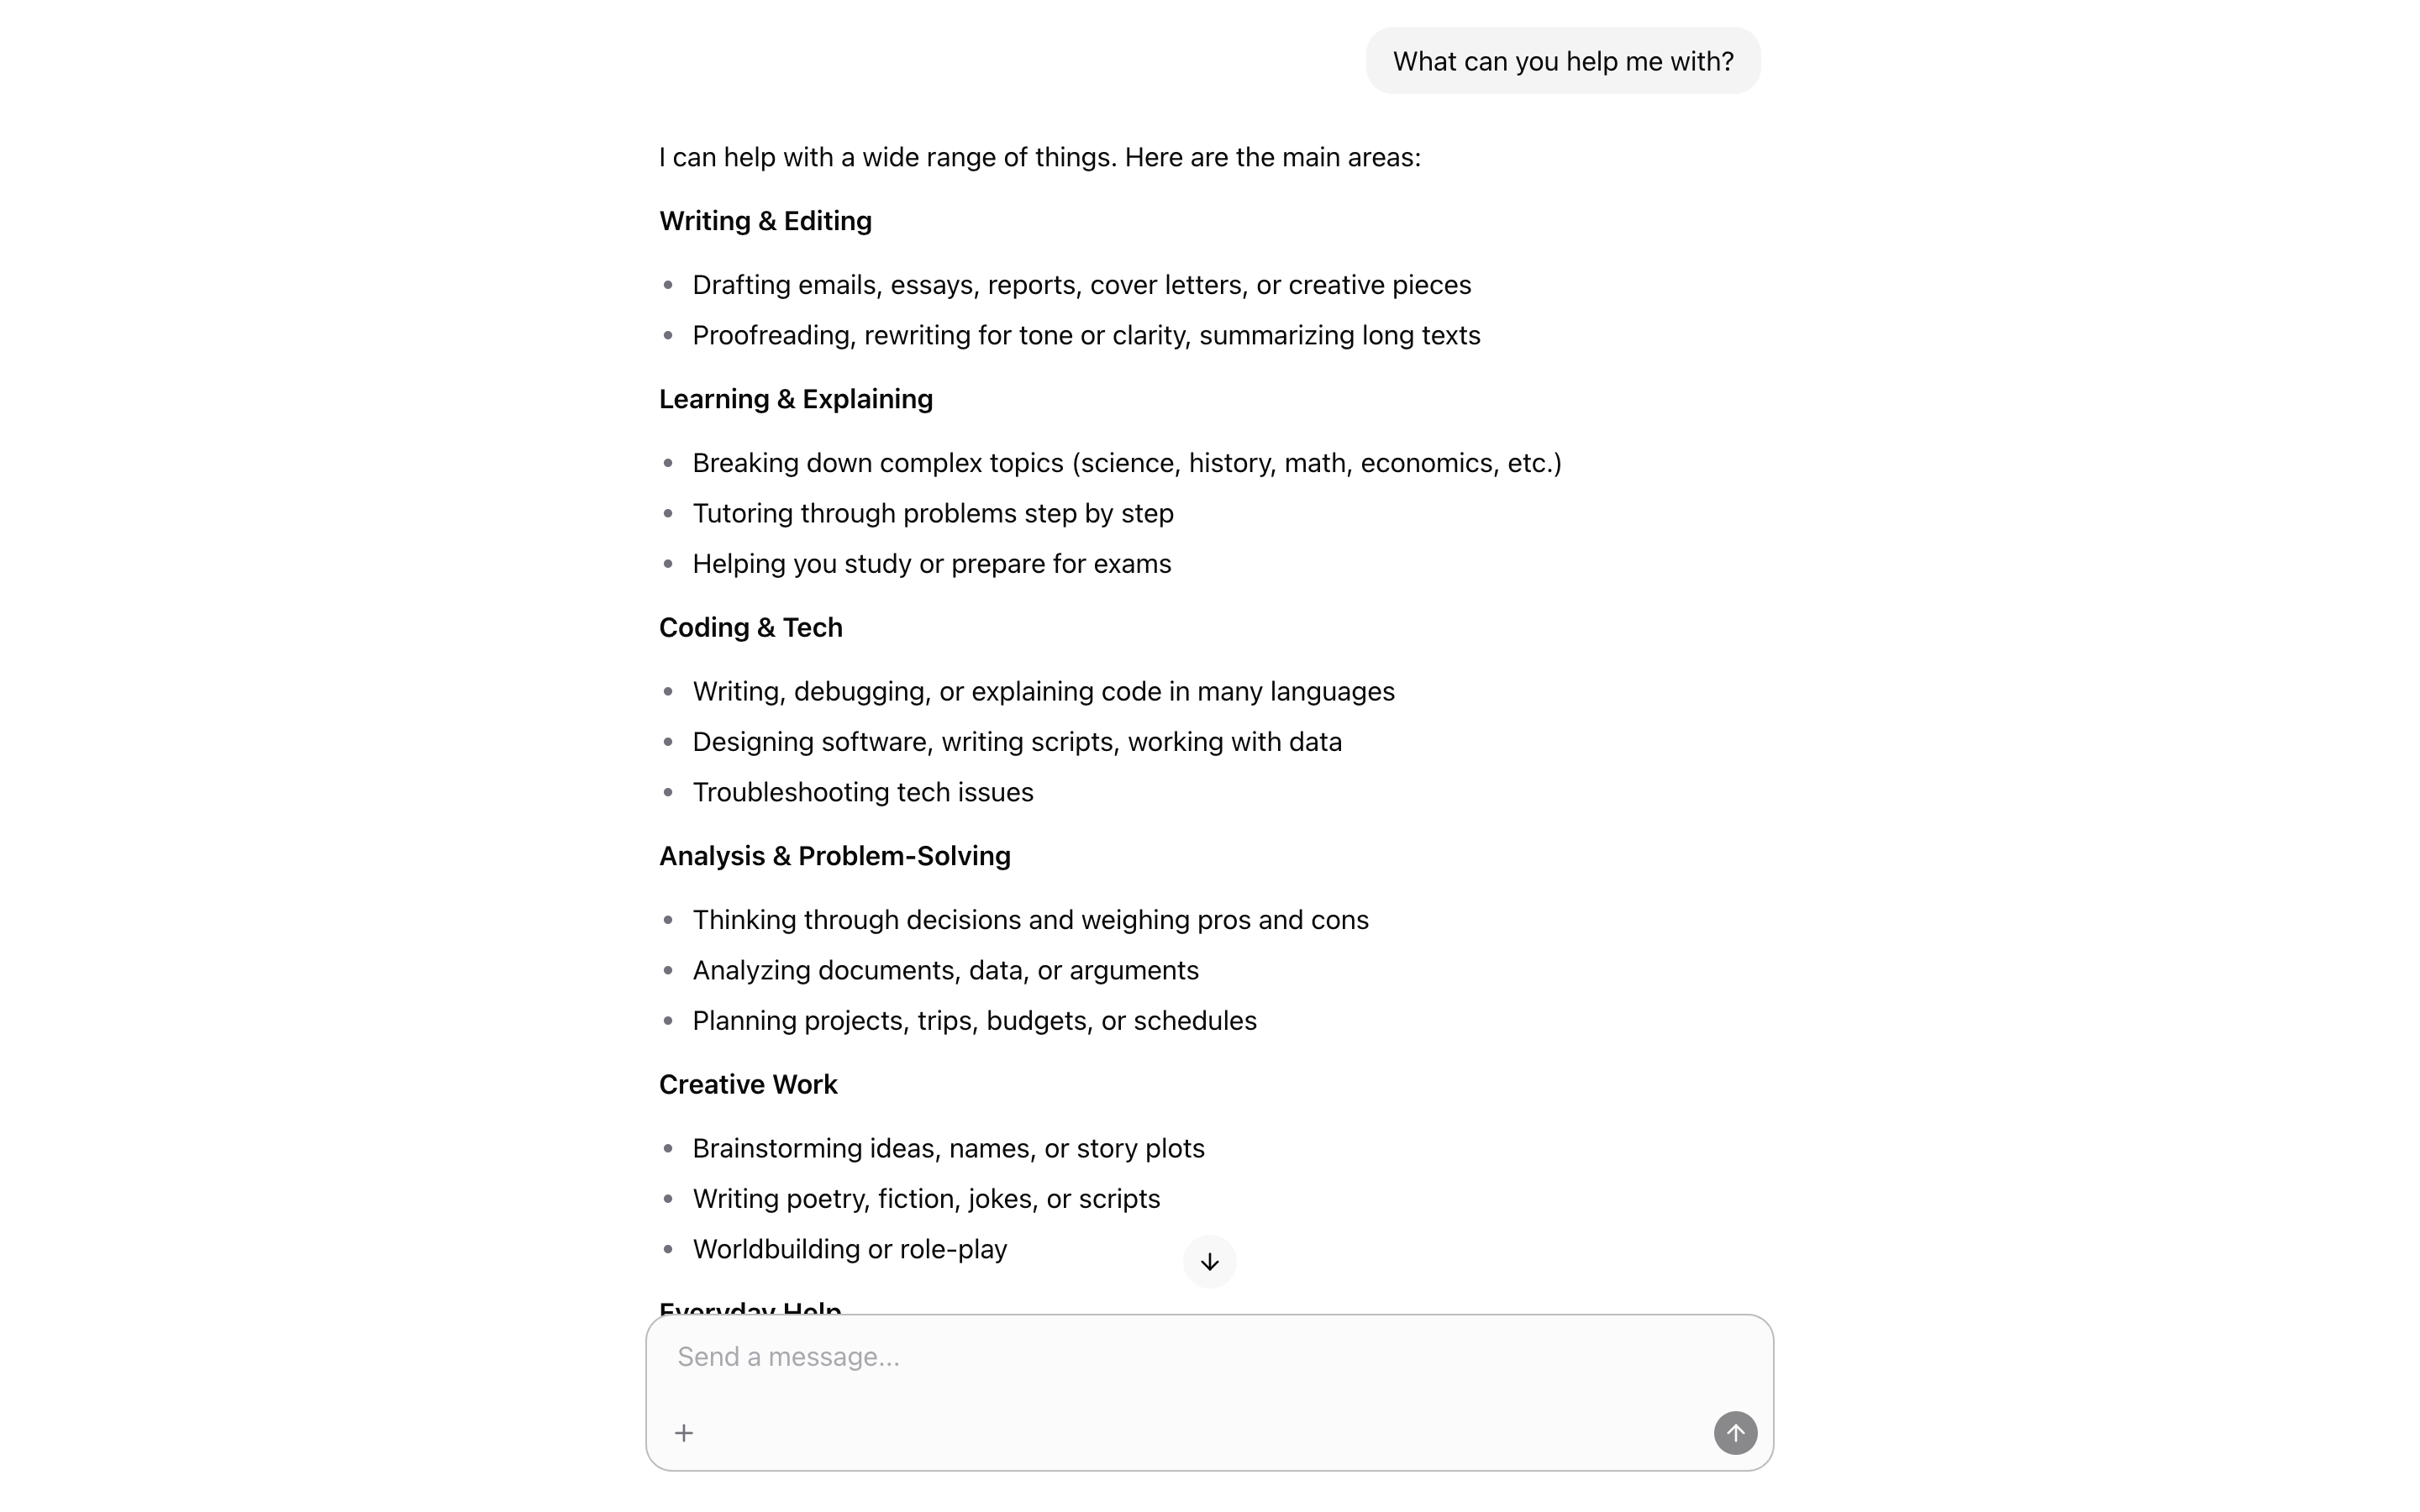 What can you help me with?
I can help with a wide range of things. Here are the main areas:
Writing & Editing
Drafting emails, essays, reports, cover letters, or creative pieces
Proofreading, rewriting for tone or clarity, summarizing long texts
Learning & Explaining
Breaking down complex topics (science, history, math, economics, etc.)
Tutoring through problems step by step
Helping you study or prepare for exams
Coding & Tech
Writing, debugging, or explaining code in many languages
Designing software, writing scripts, working with data
Troubleshooting tech issues
Analysis & Problem-Solving
Thinking through decisions and weighing pros and cons
Analyzing documents, data, or arguments
Planning projects, trips, budgets, or schedules
Creative Work
Brainstorming ideas, names, or story plots
Writing poetry, fiction, jokes, or scripts
Worldbuilding or role-play
Everyday Help
Send a message...